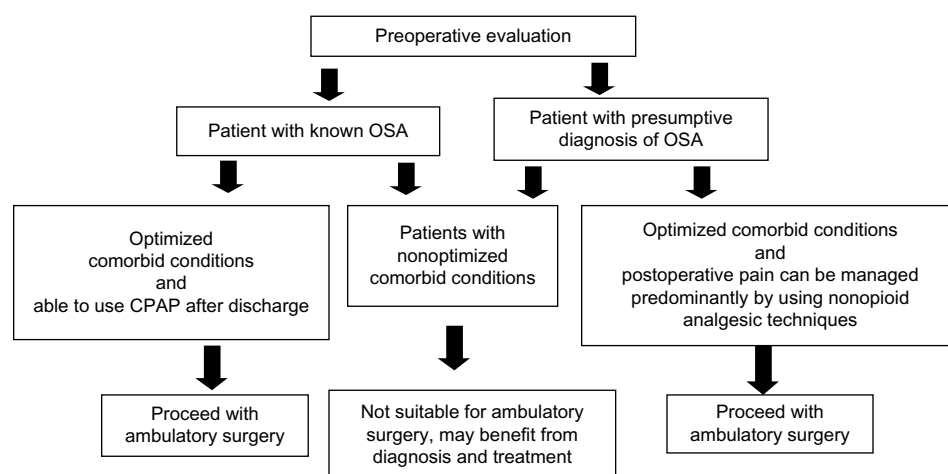 Preoperative evaluation
Patient with known OSA
Patient with presumptive
diagnosis of OSA
Optimized
comorbid conditions
and
able to use CPAP after discharge
Patients with
nonoptimized
comorbid conditions
Optimized comorbid conditions
and
postoperative pain can be managed
predominantly by using nonopioid
analgesic techniques
Proceed with
ambulatory surgery
Not suitable for ambulatory
surgery, may benefit from
diagnosis and treatment
Proceed with
ambulatory surgery